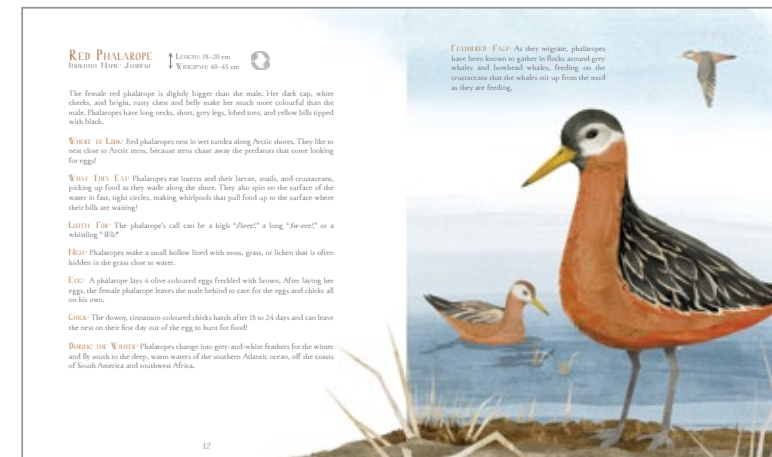 RED PHALAROPE
INUKTITUT NAME:
LENGTH: 18–20 cm
WINGSPAN: 40–45 cm
The female red phalarope is slightly bigger than the male. Her dark cap, white
cheeks, and bright, rusty chest and belly make her much more colourful than the
male. Phalaropes have long necks, short, grey legs, lobed toes, and yellow bills tipped
with black.
WHERE TO LOOK: Red phalaropes nest in wet tundra along Arctic shores. They like to
nest close to Arctic terns, because terns chase away the predators that come looking
for eggs!
WHAT THEY EAT: Phalaropes eat insects and their larvae, snails, and crustaceans,
picking up food as they wade along the shore. They also spin on the surface of the
water in fast, tight circles, making whirlpools that pull food up to the surface where
their bills are waiting!
LISTEN FOR: The phalarope's call can be a high "Pseet!," a long "Sw-eet!," or a
whistling "Wit!"
NEST: Phalaropes make a small hollow lined with moss, grass, or lichen that is often
hidden in the grass close to water.
EGG: A phalarope lays 4 olive-coloured eggs freckled with brown. After laying her
eggs, the female phalarope leaves the male behind to care for the eggs and chicks all
on his own.
CHICK: The downy, cinnamon-coloured chicks hatch after 18 to 24 days and can leave
the nest on their first day out of the egg to hunt for food!
DURING THE WINTER: Phalaropes change into grey-and-white feathers for the winter
and fly south to the deep, warm waters of the southern Atlantic ocean, off the coasts
of South America and southwest Africa.
12
FEATHERED FACT: As they migrate, phalaropes
have been known to gather in flocks around grey
whales and bowhead whales, feeding on the
crustaceans that the whales stir up from the mud
as they are feeding.